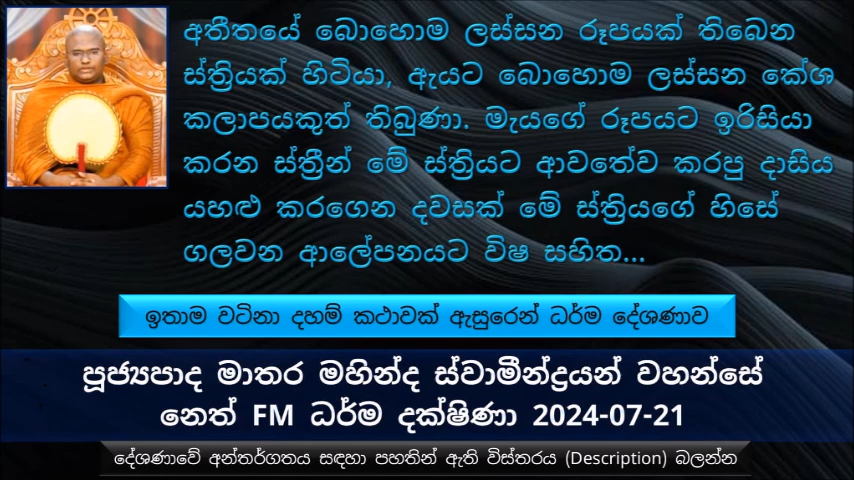 අතීතයේ බොහොම ලස්සන රූපයක් තිබෙන
ස්ත්‍රියක් හිටියා, ඇයට බොහොම ලස්සන කේශ
කලාපයකුත් තිබුණා. මැයගේ රූපයට ඉරිසියා
කරන ස්ත්‍රීන් මේ ස්ත්‍රියට ආවතේව කරපු දාසිය
යහළු කරගෙන දවසක් මේ ස්ත්‍රියගේ හිසේ
ගලවන ආලේපනයට විෂ සහිත...
ඉතාම වටිනා දහම් කථාවක් ඇසුරෙන් ධර්ම දේශණාව
පූජ්‍යපාද මාතර මහින්ද ස්වාමීන්ද්‍රයන් වහන්සේ
නෙත් FM ධර්ම දක්ෂිණා 2024-07-21
දේශණාවේ අන්තර්ගතය සඳහා පහතින් ඇති විස්තරය (Description) බලන්න